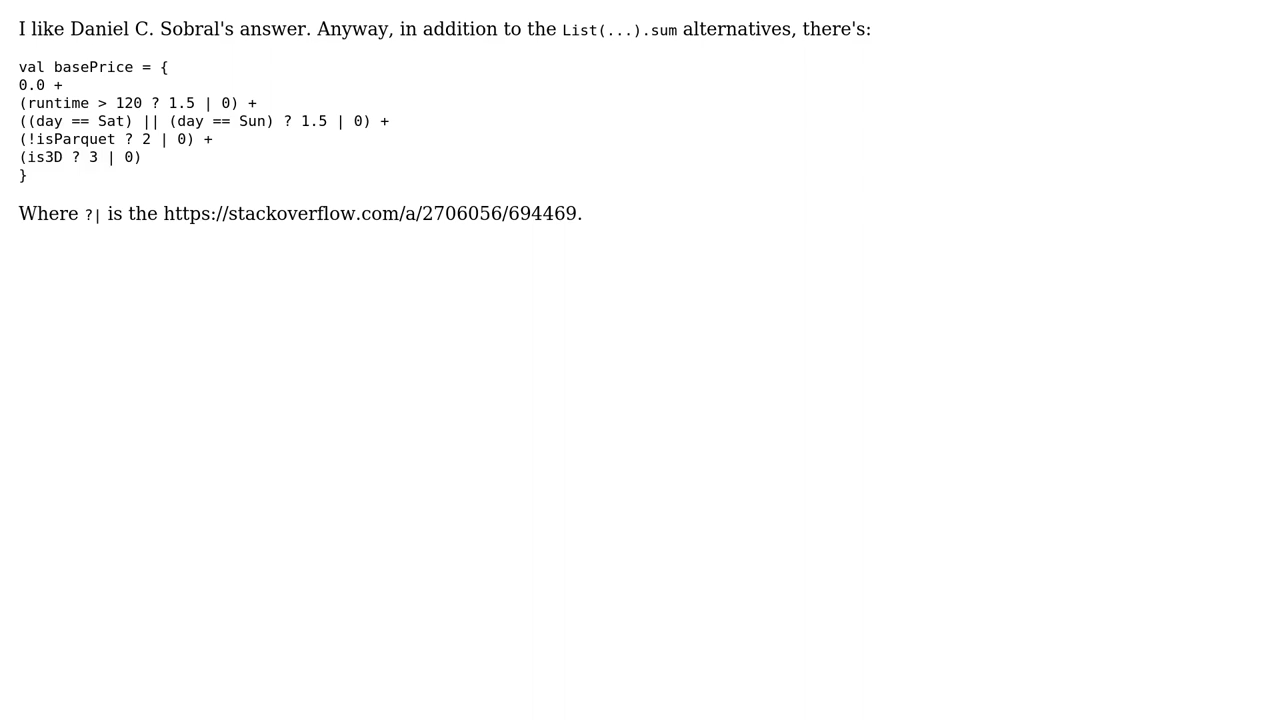 I like Daniel C. Sobral's answer. Anyway, in addition to the List(...).sum alternatives, there's:
val basePrice = {
0.0 +
(runtime > 120 ? 1.5 | 0) +
((day == Sat) || (day == Sun) ? 1.5 | 0) +
(!isParquet ? 2 | 0) +
(is3D ? 3 | 0)
}
Where ?| is the https://stackoverflow.com/a/2706056/694469.